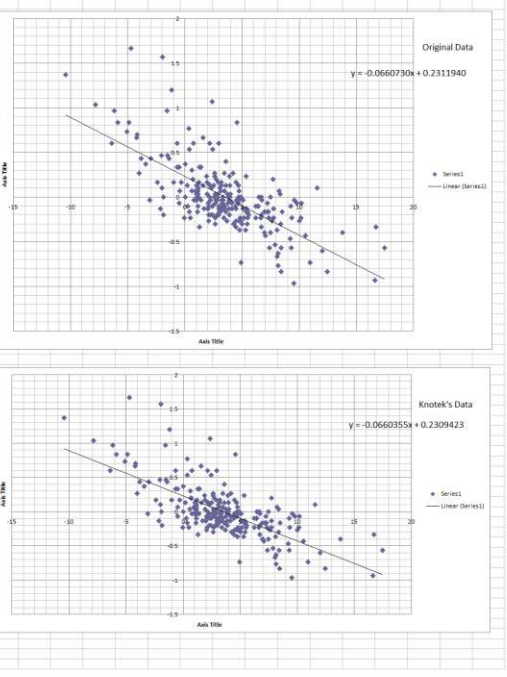 2
Original Data
1.5
y = -0.0660730x + 0.2311940
1
0.5
Series1
Axis Title
Linear (Series1)
-15 -10 -5 0 5 10 15 20
-0.5
-1
-1.5
Axis Title
2
Knotek's Data
1.5
y = -0.0660355x + 0.2309423
1
0.5
Series1
Axis Title
Linear (Series1)
-15 -10 -5 0 5 10 15 20
-0.5
-1
-1.5
Axis Title